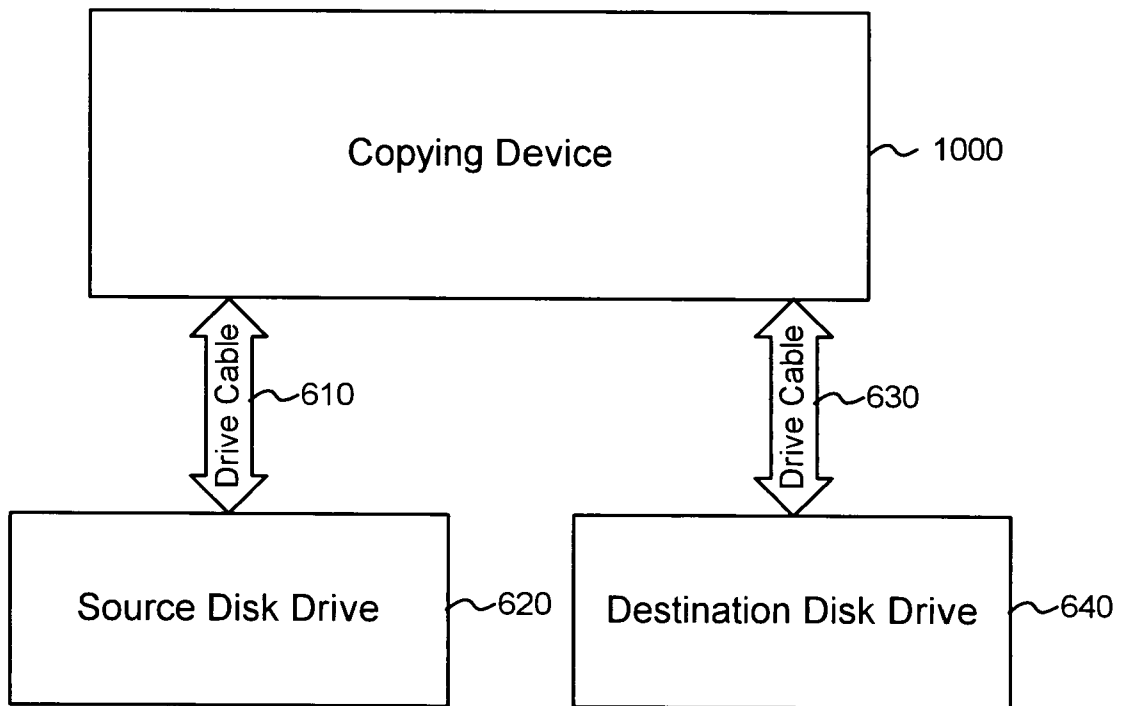 Copying Device
1000
Drive Cable
610
Drive Cable
630
Source Disk Drive
620
Destination Disk Drive
640